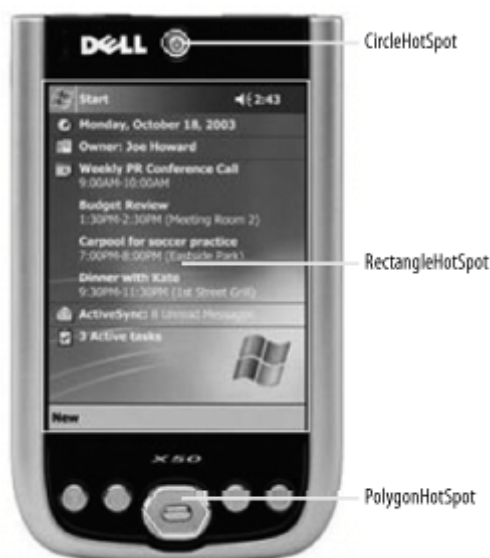 DELL
CircleHotSpot
Start 2:43
Monday, October 18, 2003
Owner: Joe Howard
Weekly PR Conference Call
9:00AM-10:00AM
Budget Review
1:30PM-2:30PM (Meeting Room 2)
Carpool for soccer practice
7:00PM-8:00PM (Eastside Park)
RectangleHotSpot
Dinner with Kate
9:30PM-11:30PM (1st Street Grill)
ActiveSync: 8 Unread Messages
3 Active tasks
New
X50
PolygonHotSpot